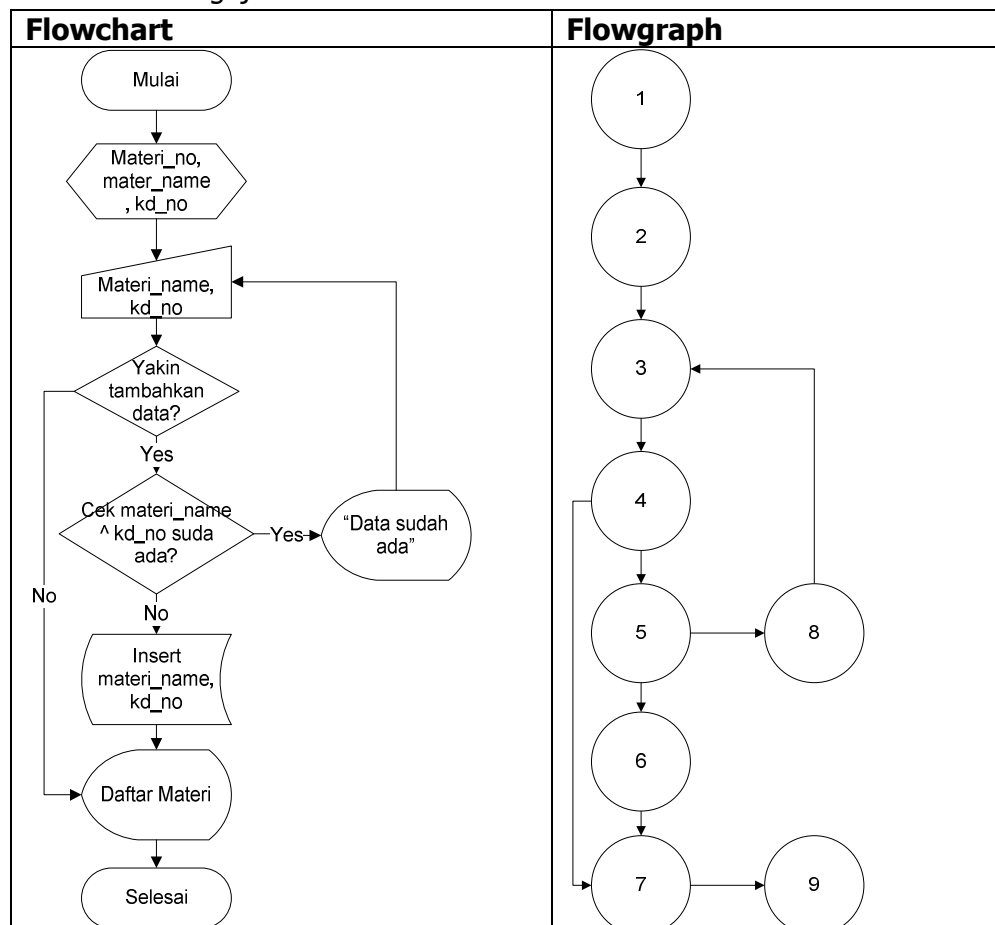 Flowchart
Flowgraph
Mulai
Materi_no,
mater_name
, kd_no
Materi_name,
kd_no
Yakin
tambahkan
data?
Yes
Cek materi_name
^ kd_no suda
ada?
Yes
"Data sudah
ada"
No
No
Insert
materi_name,
kd_no
Daftar Materi
Selesai
1
2
3
4
5
8
6
7
9